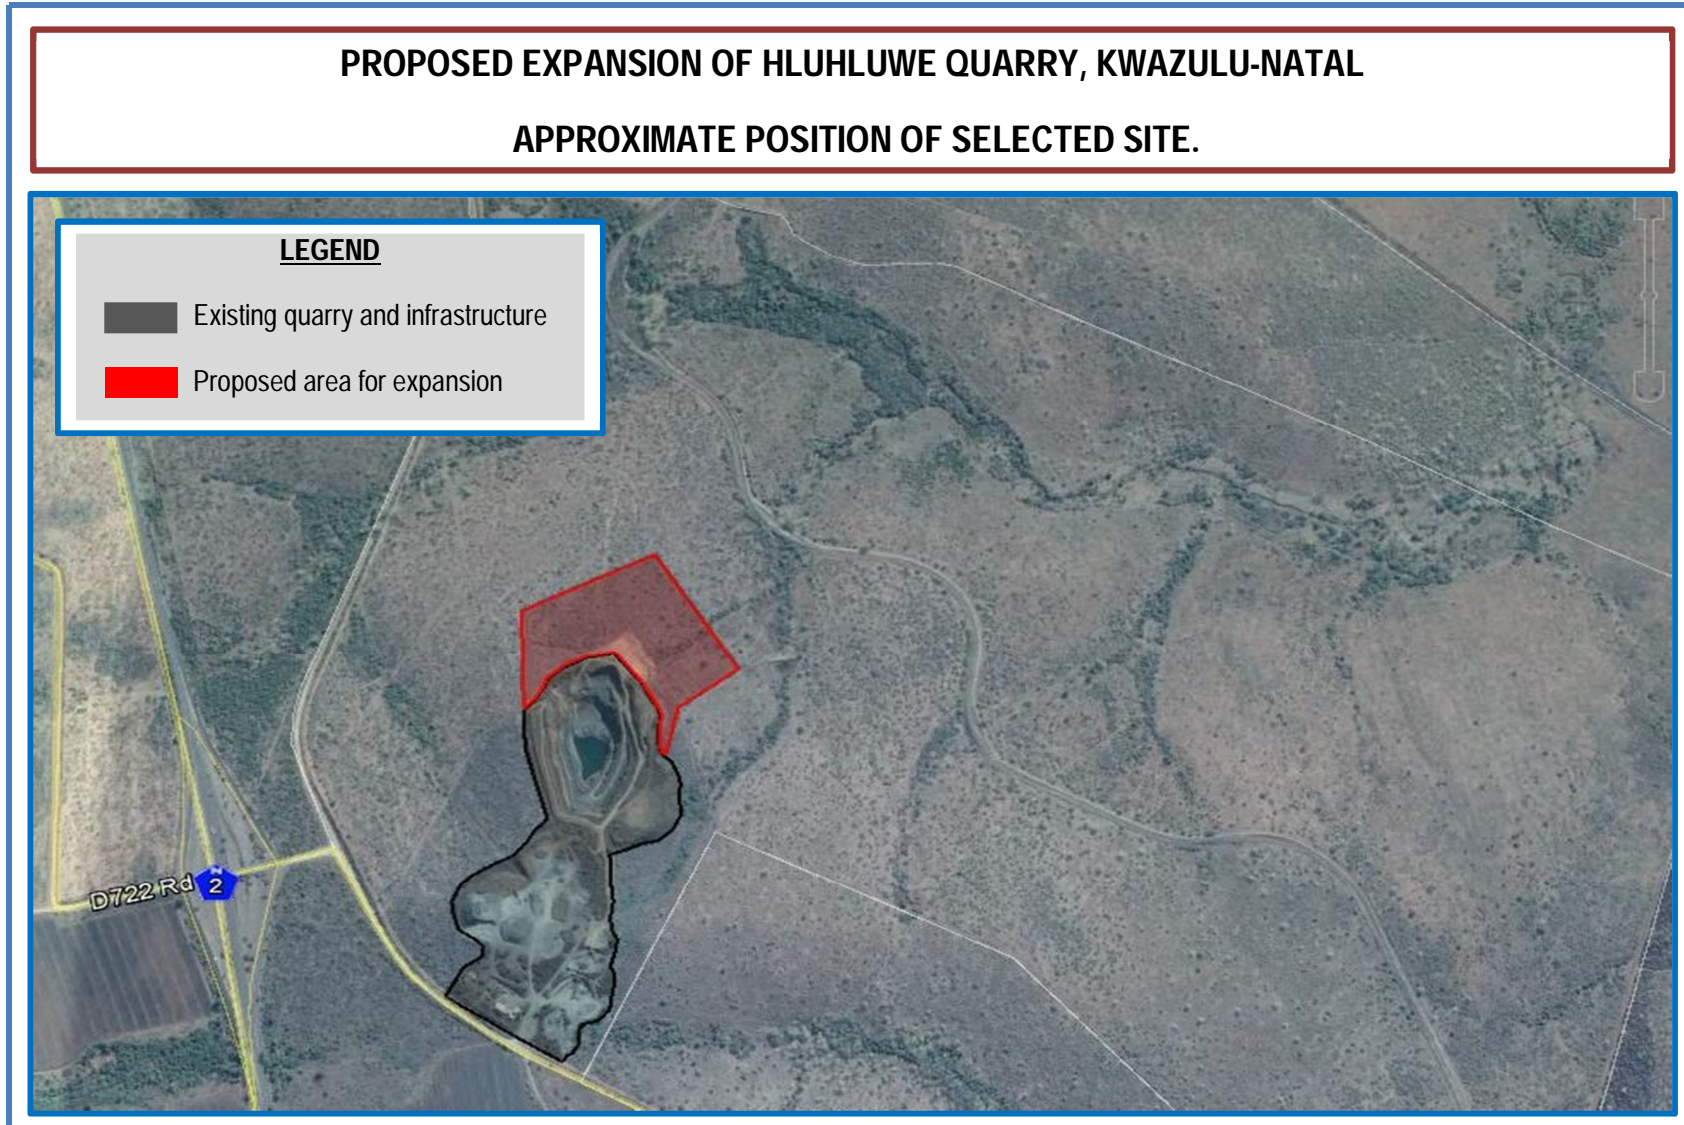 PROPOSED EXPANSION OF HLUHLUWE QUARRY, KWAZULU-NATAL
APPROXIMATE POSITION OF SELECTED SITE.
LEGEND
Existing quarry and infrastructure
Proposed area for expansion
D722 Rd
N
2